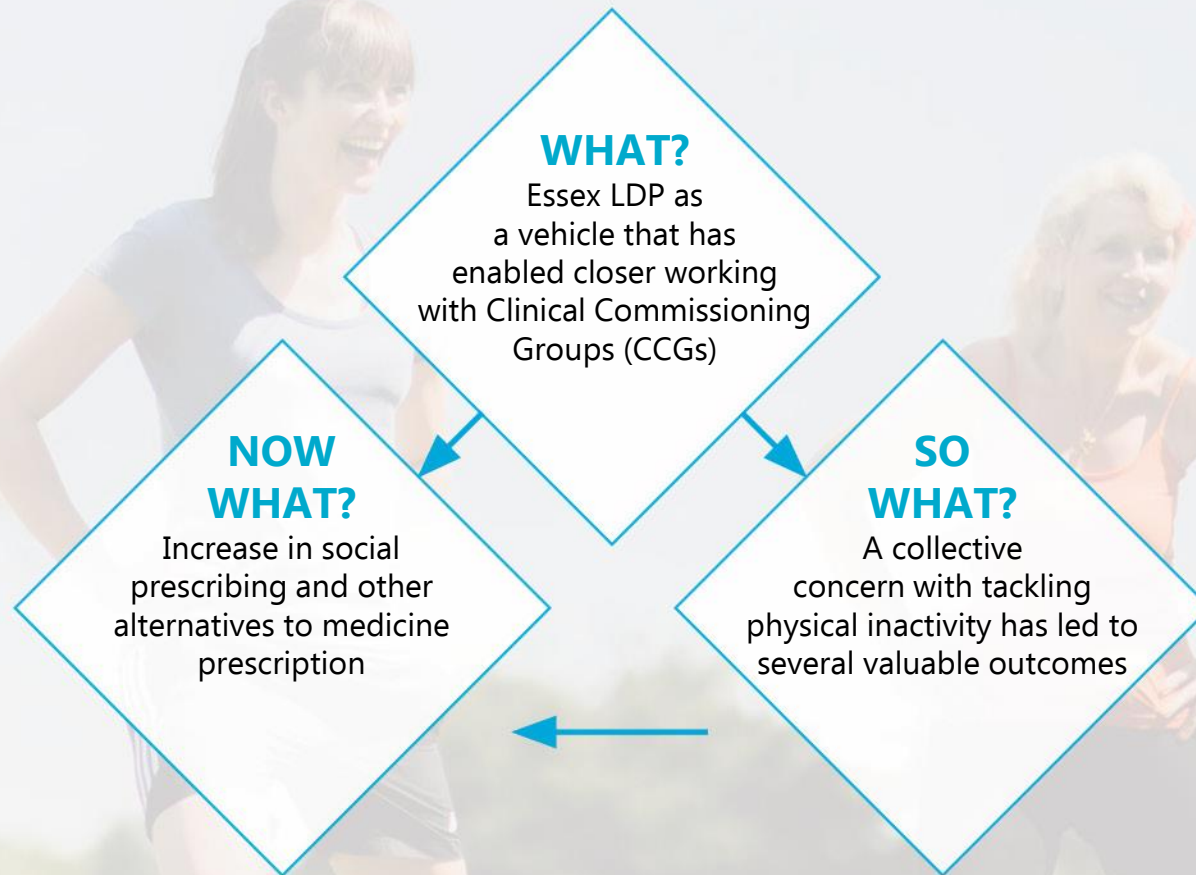 WHAT?
Essex LDP as
a vehicle that has
enabled closer working
with Clinical Commissioning
Groups (CCGs)
NOW
WHAT?
Increase in social
prescribing and other
alternatives to medicine
prescription
SO
WHAT?
A collective
concern with tackling
physical inactivity has led to
several valuable outcomes